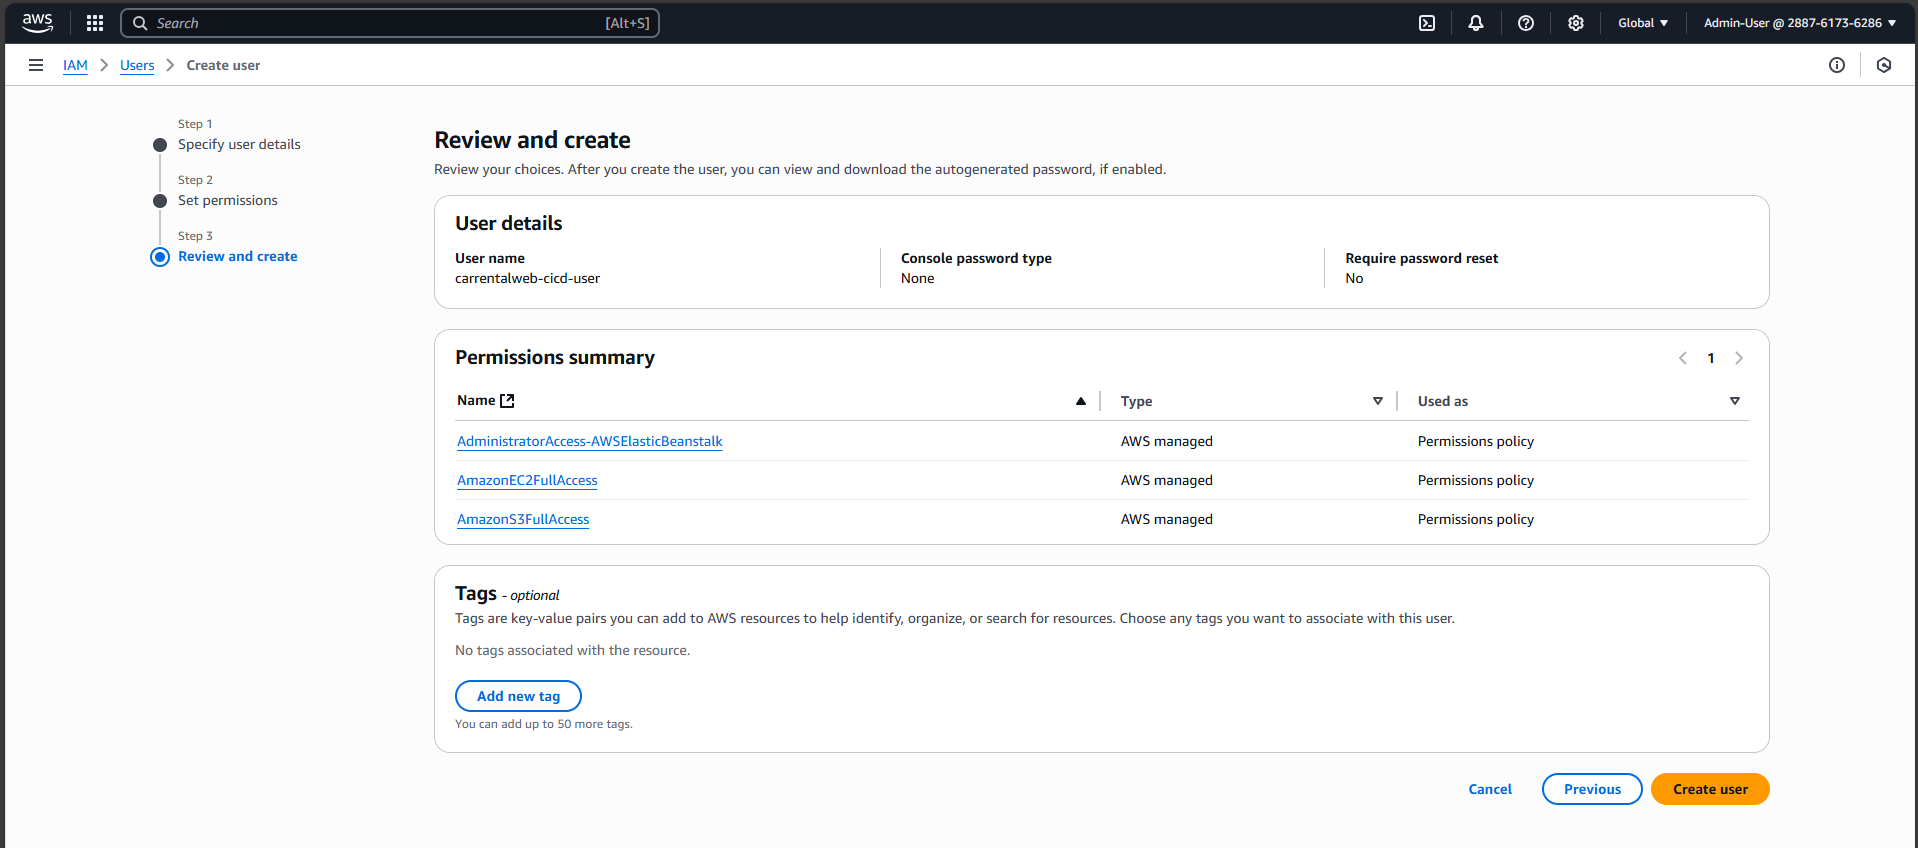 aws
Search [Alt+S]
Global
Admin-User @ 2887-6173-6286
IAM > Users > Create user
Step 1
Specify user details
Step 2
Set permissions
Step 3
Review and create
Review and create
Review your choices. After you create the user, you can view and download the autogenerated password, if enabled.
User details
User name
carrentalweb-cicd-user
Console password type
None
Require password reset
No
Permissions summary
1
Name Type Used as
AdministratorAccess-AWSElasticBeanstalk AWS managed Permissions policy
AmazonEC2FullAccess AWS managed Permissions policy
AmazonS3FullAccess AWS managed Permissions policy
Tags - optional
Tags are key-value pairs you can add to AWS resources to help identify, organize, or search for resources. Choose any tags you want to associate with this user.
No tags associated with the resource.
Add new tag
You can add up to 50 more tags.
Cancel Previous Create user